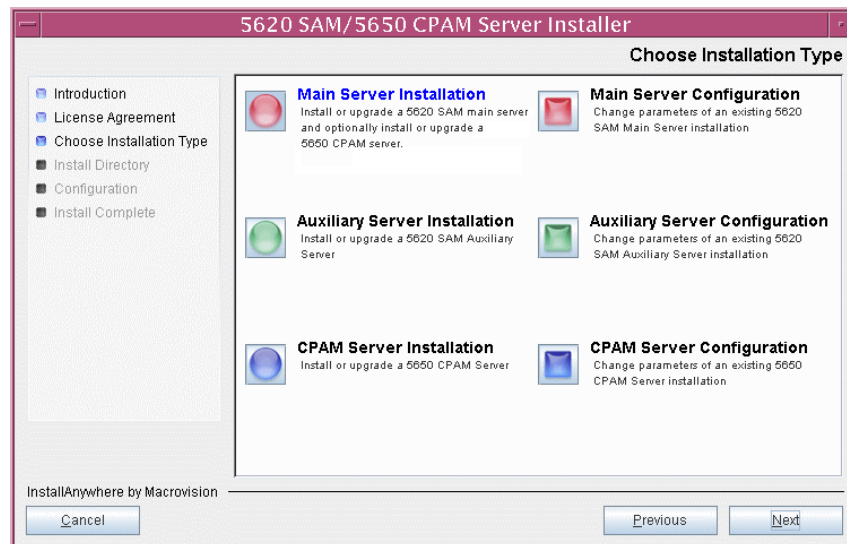 5620 SAM/5650 CPAM Server Installer
Choose Installation Type
Introduction
License Agreement
Choose Installation Type
Install Directory
Configuration
Install Complete
Main Server Installation
Install or upgrade a 5620 SAM main server
and optionally install or upgrade a
5650 CPAM server.
Main Server Configuration
Change parameters of an existing 5620
SAM Main Server installation
Auxiliary Server Installation
Install or upgrade a 5620 SAM Auxiliary
Server
Auxiliary Server Configuration
Change parameters of an existing 5620
SAM Auxiliary Server installation
CPAM Server Installation
Install or upgrade a 5650 CPAM Server
CPAM Server Configuration
Change parameters of an existing 5650
CPAM Server installation
InstallAnywhere by Macrovision
Cancel
Previous
Next